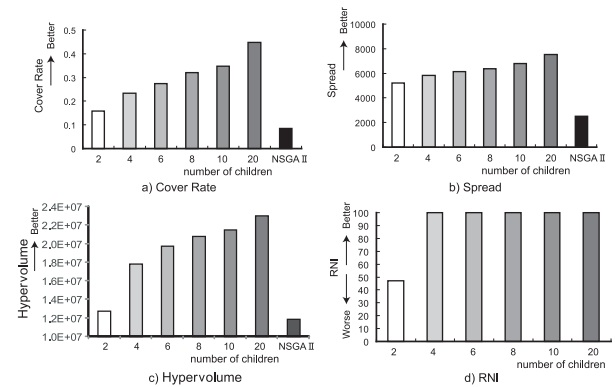 Cover Rate
Better
0.5
0.4
0.3
0.2
0.1
0
2 4 6 8 10 20 NSGA II
number of children
a) Cover Rate
Spread
Better
10000
8000
6000
4000
2000
0
2 4 6 8 10 20 NSGA II
number of children
b) Spread
Hypervolume
Better
2.4E+07
2.2E+07
2.0E+07
1.8E+07
1.6E+07
1.4E+07
1.2E+07
1.0E+07
2 4 6 8 10 20 NSGA II
number of children
c) Hypervolume
RNI
Worse
Better
100
90
80
70
60
50
40
30
20
10
0
2 4 6 8 10 20
number of children
d) RNI